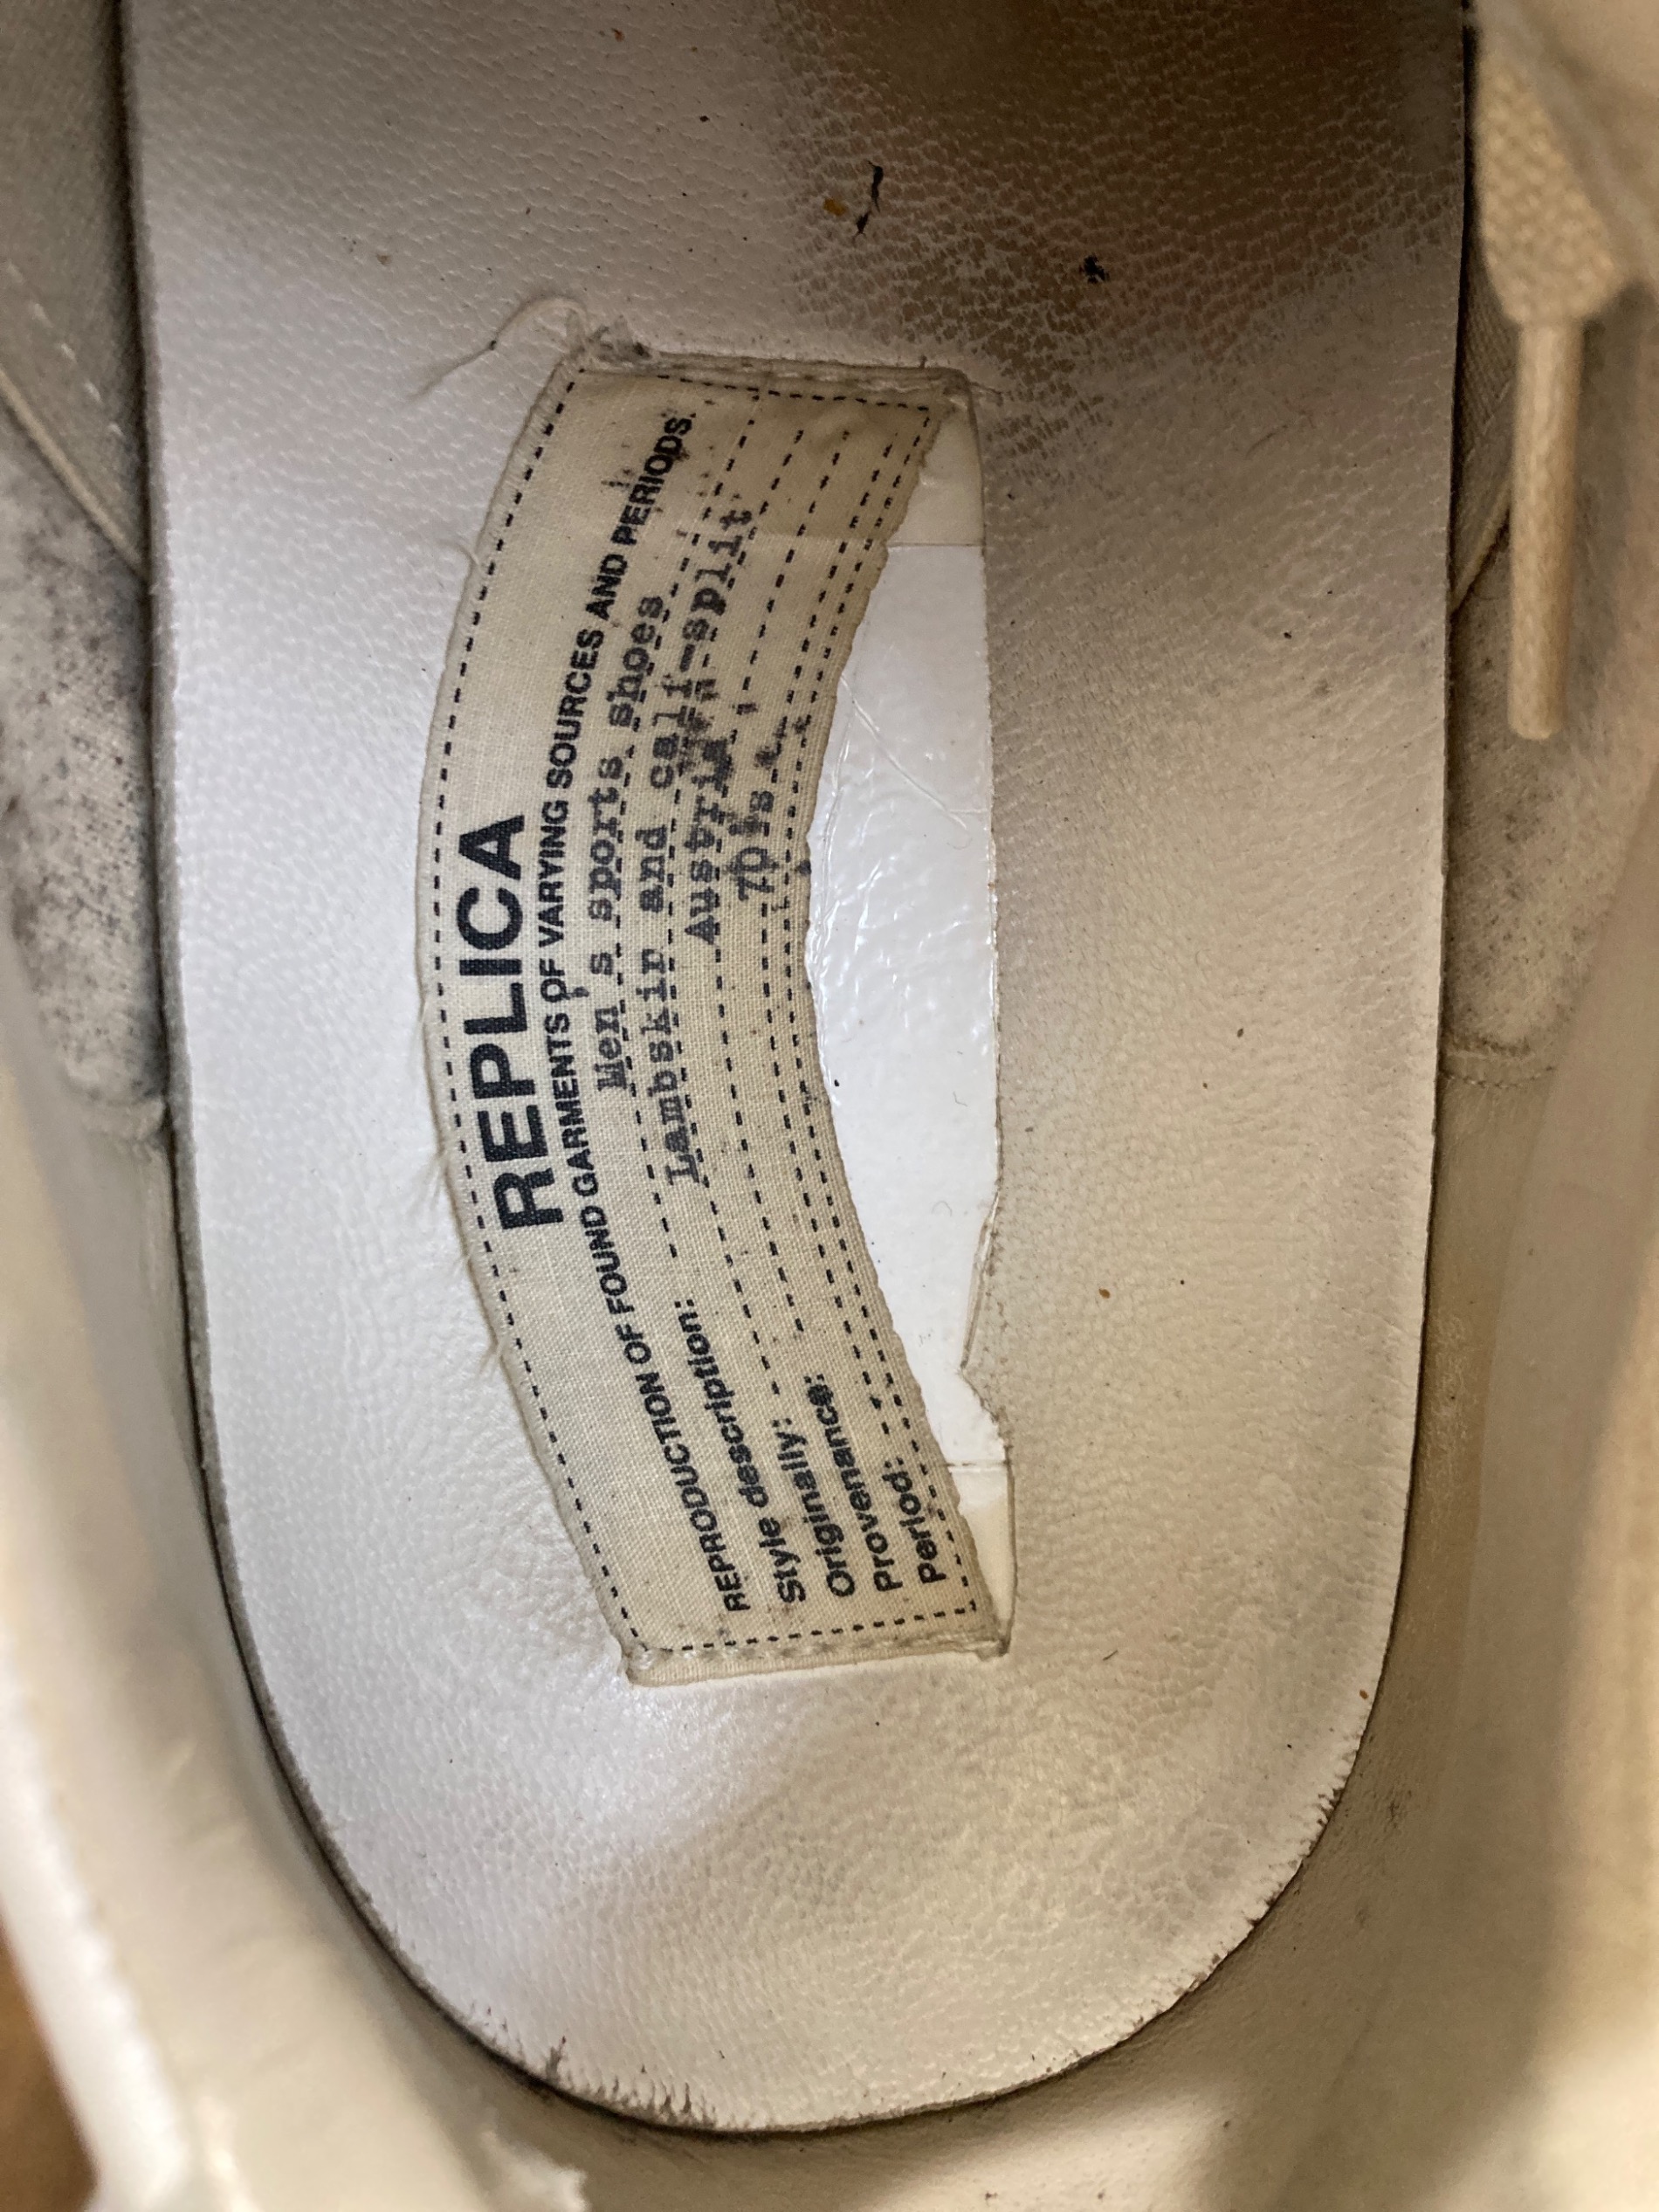 REPLICA
REPRODUCTION OF FOUND GARMENTS OF VARYING SOURCES AND PERIODS.
Style description: Men's sports shoes
Originally: Lambskin and calf-split
Provenance: Austria
Period: 70's